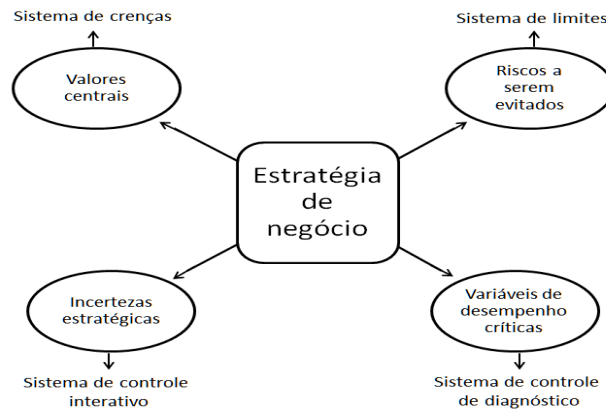 Sistema de crenças
Sistema de limites
Valores
centrais
Riscos a
serem
evitados
Estratégia
de
negócio
Incertezas
estratégicas
Variáveis de
desempenho
críticas
Sistema de controle
interativo
Sistema de controle
de diagnóstico